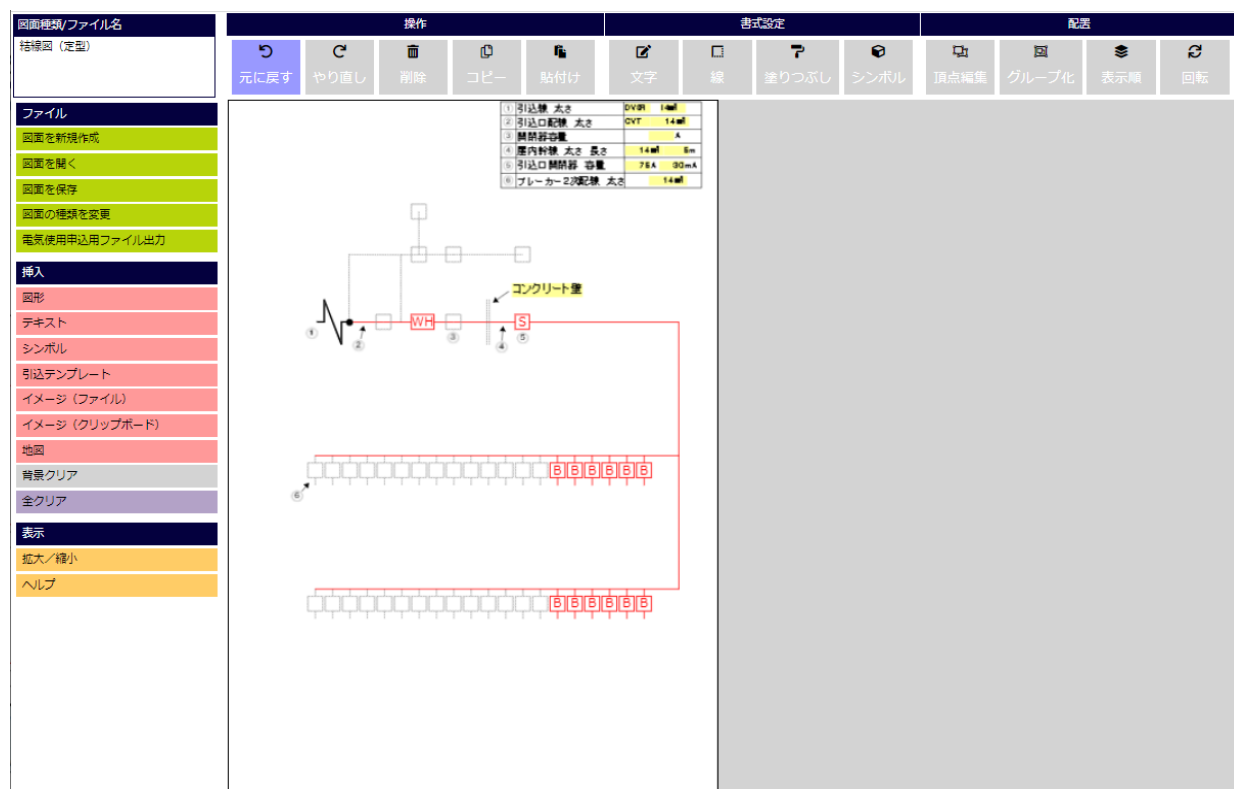 図面種類/ファイル名
結線図（定型）
操作
書式設定
配置
元に戻す
やり直し
削除
コピー
貼付け
文字
線
塗りつぶし
シンボル
頂点編集
グループ化
表示順
回転
ファイル
図面を新規作成
図面を開く
図面を保存
図面の種類を変更
電気使用申込用ファイル出力
挿入
図形
テキスト
シンボル
引込テンプレート
イメージ（ファイル）
イメージ（クリップボード）
地図
背景クリア
全クリア
表示
拡大／縮小
ヘルプ
① 引込線 太さ DV3R 14㎟
② 引込口配線 太さ CVT 14㎟
③ 開閉器容量 A
④ 屋内幹線 太さ 長さ 14㎟ 5m
⑤ 引込口開閉器 容量 75A 30mA
⑥ ブレーカー2次配線 太さ 14㎟
コンクリート壁
① ② WH ③ ④ S ⑤
B B B B B B
⑥
B B B B B B